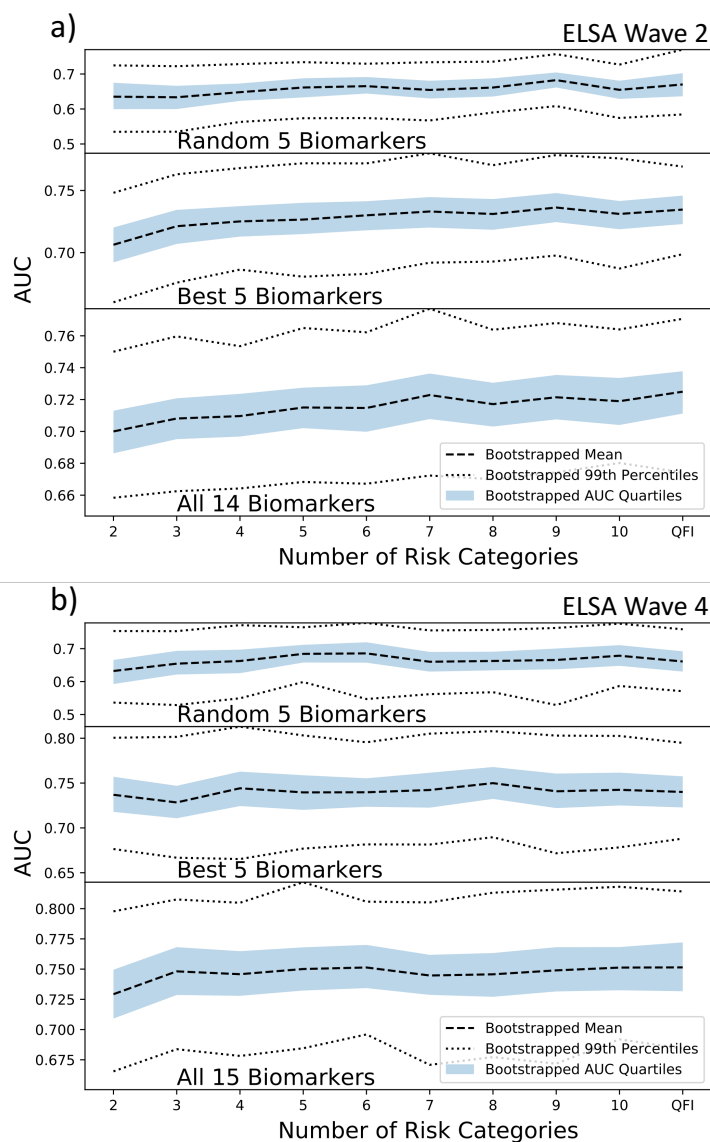 a)
ELSA Wave 2
0.7
0.6
0.5
Random 5 Biomarkers
0.75
0.70
Best 5 Biomarkers
AUC
0.76
0.74
0.72
0.70
0.68
0.66
All 14 Biomarkers
Bootstrapped Mean
Bootstrapped 99th Percentiles
Bootstrapped AUC Quartiles
2 3 4 5 6 7 8 9 10 QFI
Number of Risk Categories
b)
ELSA Wave 4
0.7
0.6
0.5
Random 5 Biomarkers
0.80
0.75
0.70
0.65
Best 5 Biomarkers
AUC
0.800
0.775
0.750
0.725
0.700
0.675
All 15 Biomarkers
Bootstrapped Mean
Bootstrapped 99th Percentiles
Bootstrapped AUC Quartiles
2 3 4 5 6 7 8 9 10 QFI
Number of Risk Categories